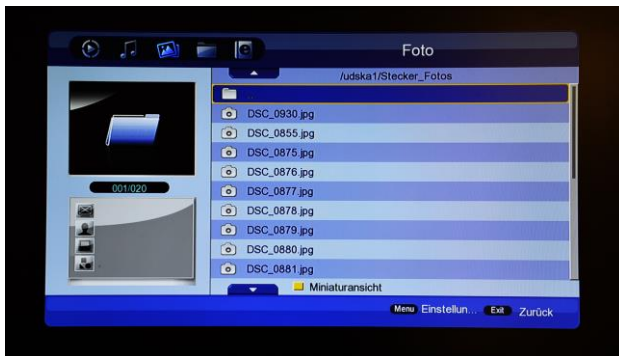 Foto
/udska1/Stecker_Fotos
DSC_0930.jpg
DSC_0855.jpg
DSC_0875.jpg
DSC_0876.jpg
DSC_0877.jpg
DSC_0878.jpg
DSC_0879.jpg
DSC_0880.jpg
DSC_0881.jpg
001/020
Miniaturansicht
Menu Einstellun... Exit Zurück